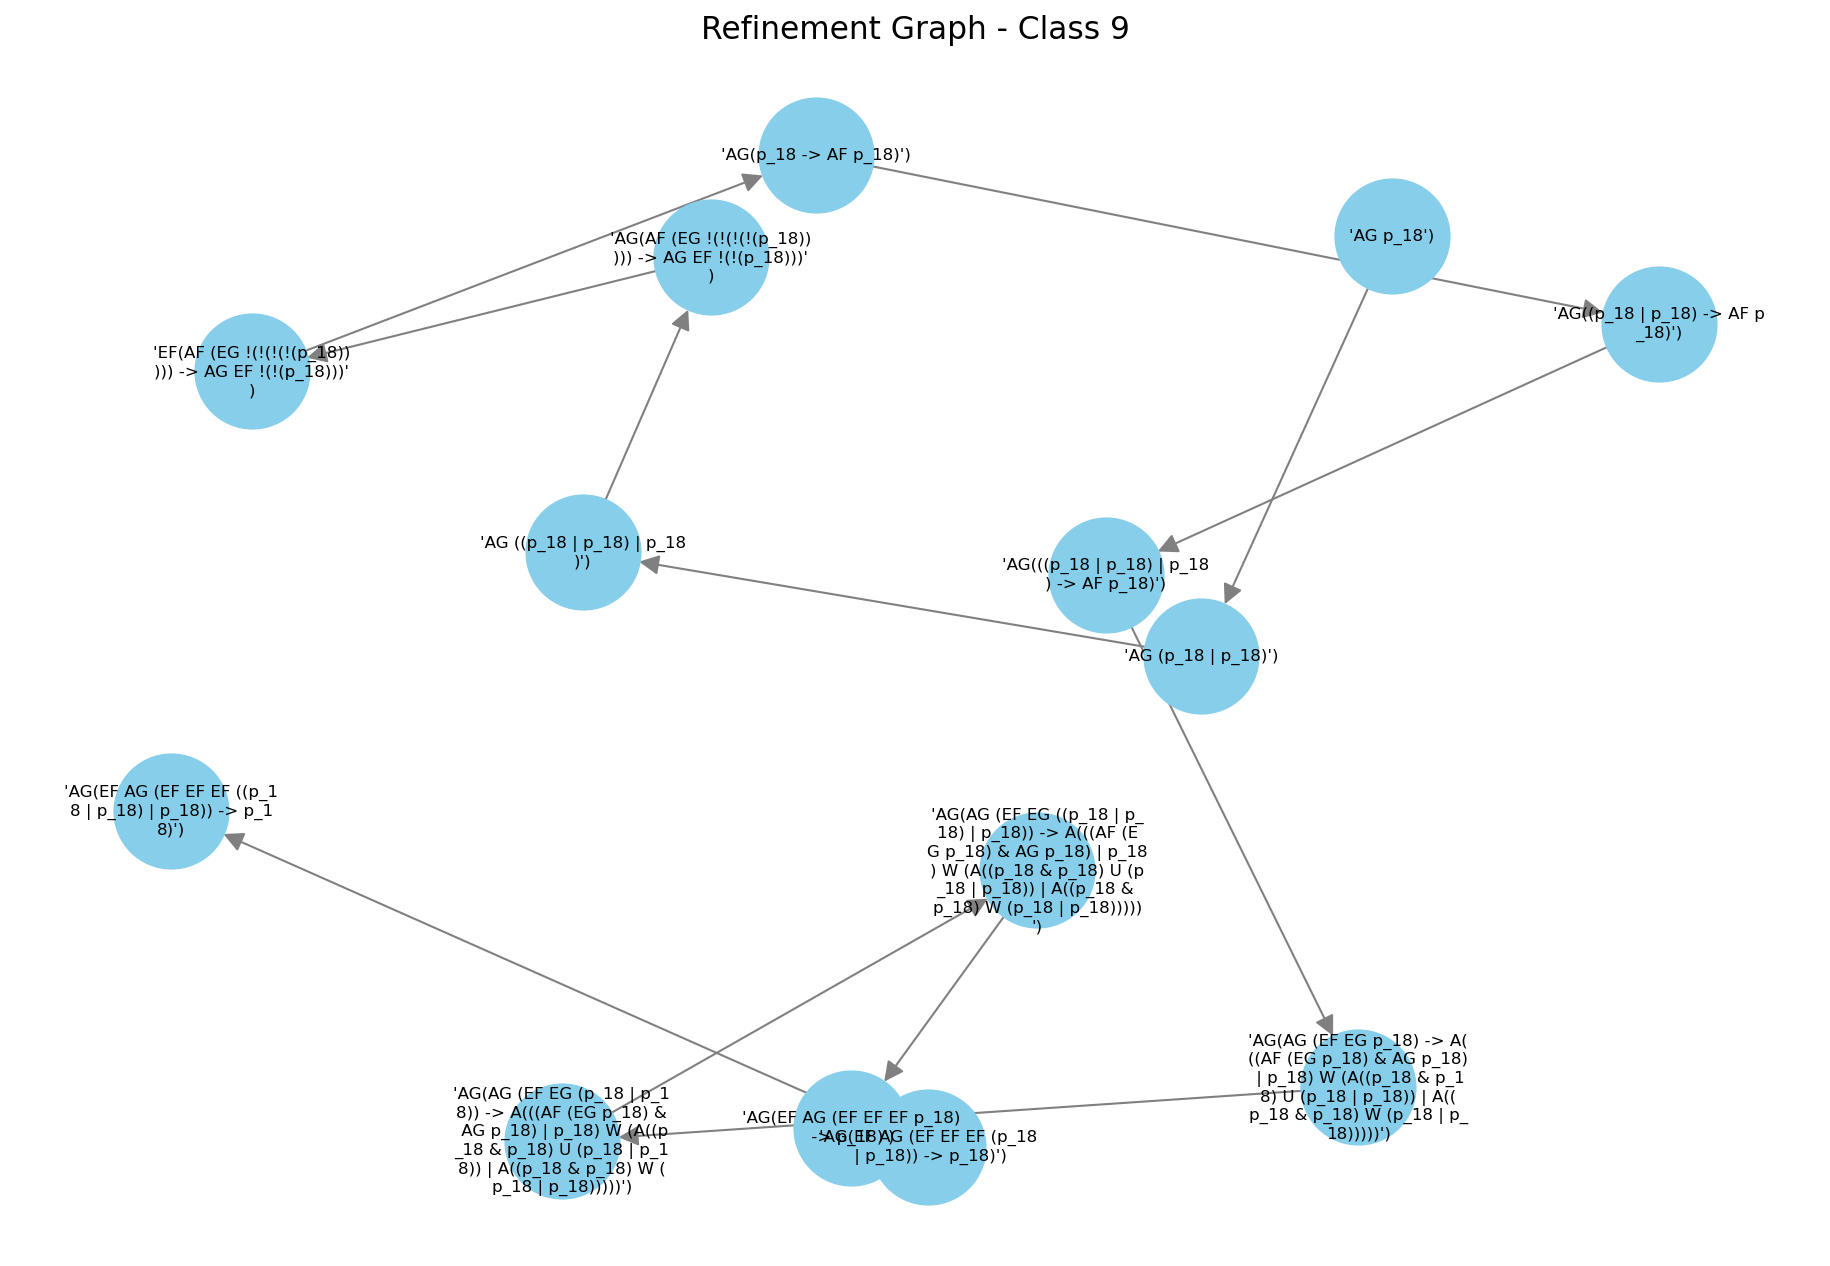 Refinement Graph - Class 9
'AG(p_18 -> AF p_18)')
'AG p_18')
'AG(AF (EG !(!(!(!(p_18))
))) -> AG EF !(!(p_18)))'
)
'AG((p_18 | p_18) -> AF p
_18)')
'EF(AF (EG !(!(!(!(p_18))
))) -> AG EF !(!(p_18)))'
)
'AG ((p_18 | p_18) | p_18
)')
'AG(((p_18 | p_18) | p_18
) -> AF p_18)')
'AG (p_18 | p_18)')
'AG(EF AG (EF EF EF ((p_1
8 | p_18) | p_18)) -> p_1
8)')
'AG(AG (EF EG ((p_18 | p_
18) | p_18)) -> A(((AF (E
G p_18) & AG p_18) | p_18
) W (A((p_18 & p_18) U (p
_18 | p_18)) | A((p_18 &
p_18) W (p_18 | p_18)))))
')
'AG(AG (EF EG p_18) -> A(
((AF (EG p_18) & AG p_18)
| p_18) W (A((p_18 & p_1
8) U (p_18 | p_18)) | A((
p_18 & p_18) W (p_18 | p_
18)))))')
'AG(AG (EF EG (p_18 | p_1
8)) -> A(((AF (EG p_18) &
AG p_18) | p_18) W (A((p
_18 & p_18) U (p_18 | p_1
8)) | A((p_18 & p_18) W (
p_18 | p_18)))))')
'AG(EF AG (EF EF EF p_18)
-> p_18)')
'AG(EF AG (EF EF EF (p_18
| p_18)) -> p_18)')